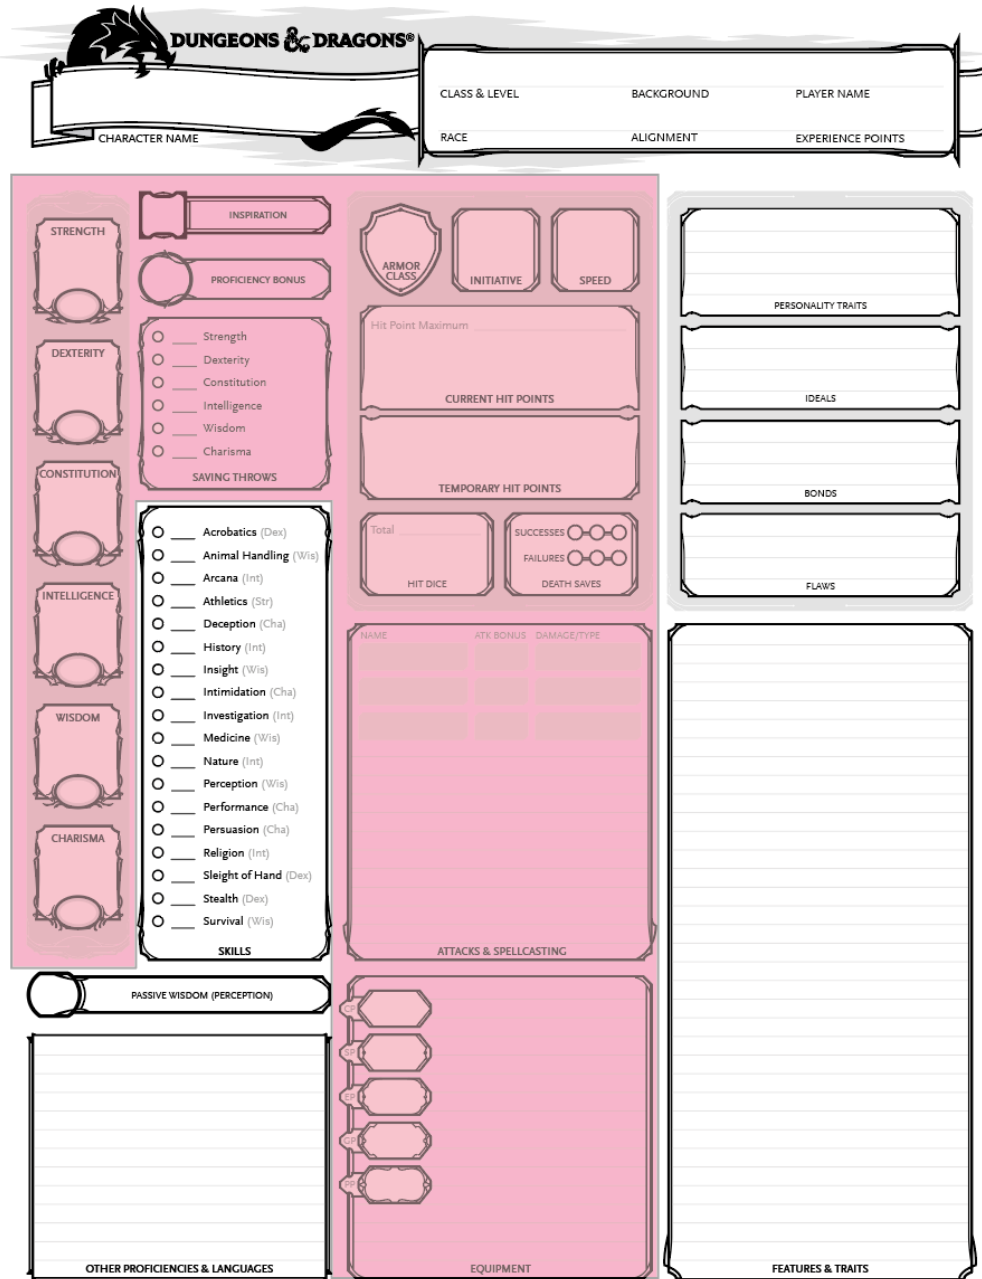 DUNGEONS & DRAGONS®
CLASS & LEVEL BACKGROUND PLAYER NAME
CHARACTER NAME
RACE ALIGNMENT EXPERIENCE POINTS
STRENGTH
DEXTERITY
CONSTITUTION
INTELLIGENCE
WISDOM
CHARISMA
INSPIRATION
PROFICIENCY BONUS
Strength
Dexterity
Constitution
Intelligence
Wisdom
Charisma
SAVING THROWS
Acrobatics (Dex)
Animal Handling (Wis)
Arcana (Int)
Athletics (Str)
Deception (Cha)
History (Int)
Insight (Wis)
Intimidation (Cha)
Investigation (Int)
Medicine (Wis)
Nature (Int)
Perception (Wis)
Performance (Cha)
Persuasion (Cha)
Religion (Int)
Sleight of Hand (Dex)
Stealth (Dex)
Survival (Wis)
SKILLS
PASSIVE WISDOM (PERCEPTION)
OTHER PROFICIENCIES & LANGUAGES
ARMOR
CLASS
INITIATIVE
SPEED
Hit Point Maximum
CURRENT HIT POINTS
TEMPORARY HIT POINTS
Total
HIT DICE
SUCCESSES
FAILURES
DEATH SAVES
NAME ATK BONUS DAMAGE/TYPE
ATTACKS & SPELLCASTING
CP
SP
EP
GP
PP
EQUIPMENT
PERSONALITY TRAITS
IDEALS
BONDS
FLAWS
FEATURES & TRAITS